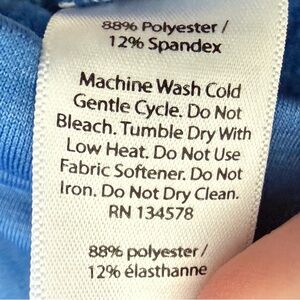 88% Polyester /
12% Spandex
Machine Wash Cold
Gentle Cycle. Do Not
Bleach. Tumble Dry With
Low Heat. Do Not Use
Fabric Softener. Do Not
Iron. Do Not Dry Clean.
RN 134578
88% polyester /
12% élasthanne